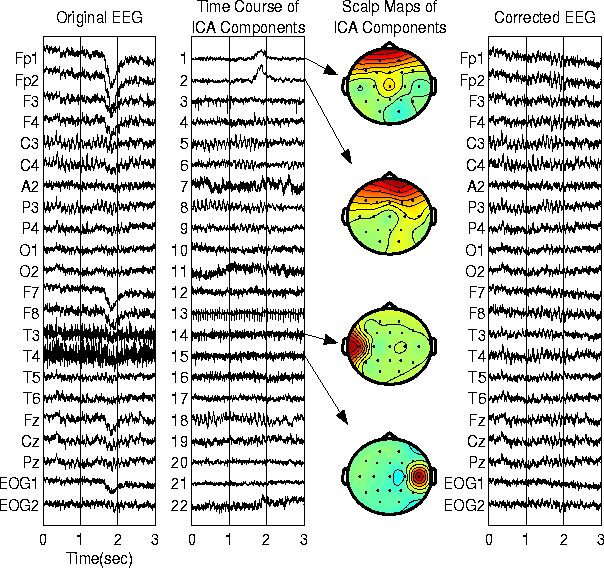 Original EEG
Time Course of
ICA Components
Scalp Maps of
ICA Components
Corrected EEG
Fp1
Fp2
F3
F4
C3
C4
A2
P3
P4
O1
O2
F7
F8
T3
T4
T5
T6
Fz
Cz
Pz
EOG1
EOG2
0 1 2 3
Time(sec)
1
2
3
4
5
6
7
8
9
10
11
12
13
14
15
16
17
18
19
20
21
22
0 1 2 3
Fp1
Fp2
F3
F4
C3
C4
A2
P3
P4
O1
O2
F7
F8
T3
T4
T5
T6
Fz
Cz
Pz
EOG1
EOG2
0 1 2 3